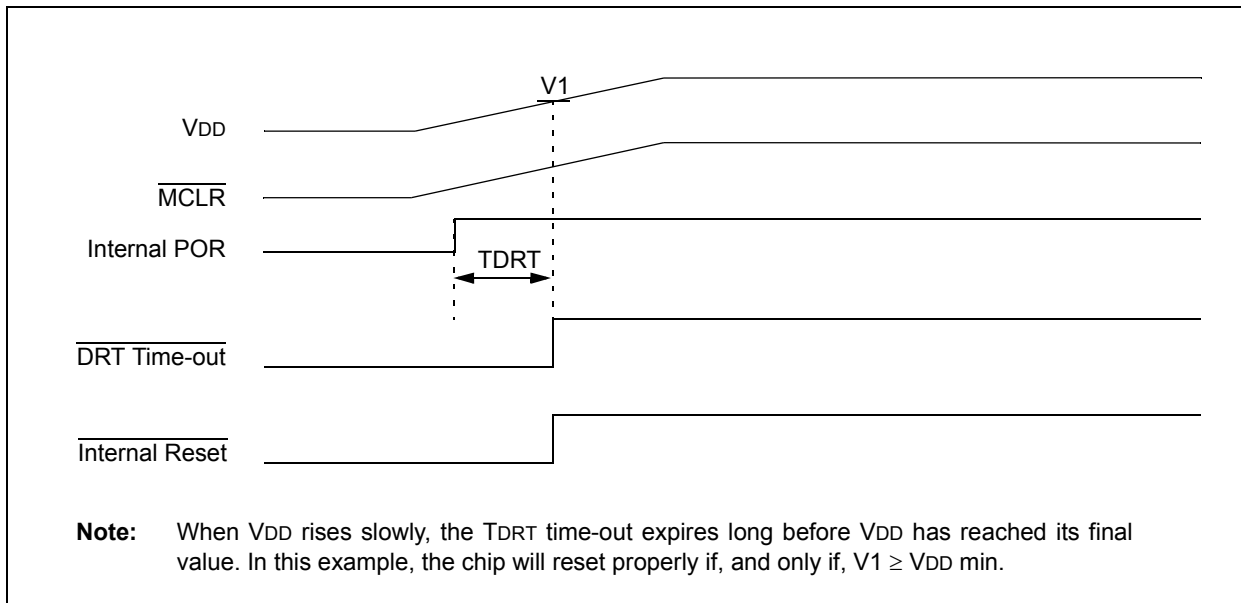 V1
VDD
MCLR
Internal POR
TDRT
DRT Time-out
Internal Reset
Note: When VDD rises slowly, the TDRT time-out expires long before VDD has reached its final
value. In this example, the chip will reset properly if, and only if, V1 ≥ VDD min.